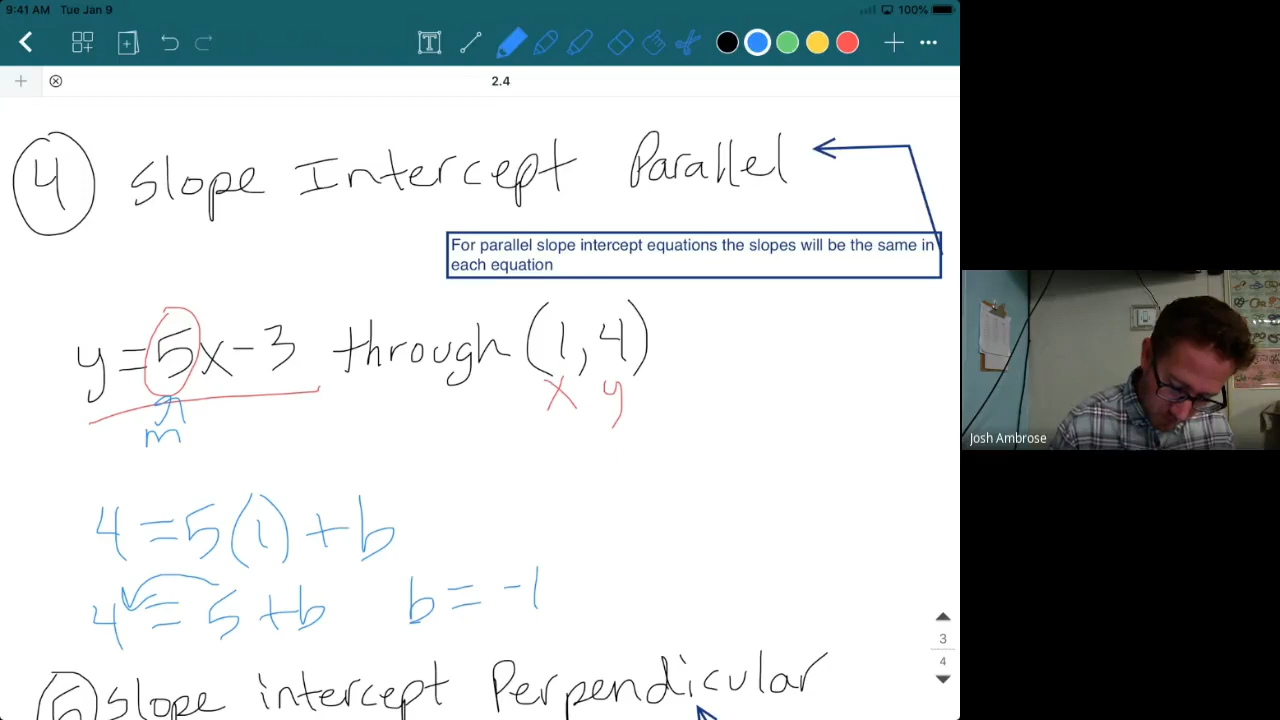 9:41 AM Tue Jan 9
100%
T
2.4
4 Slope Intercept Parallel
For parallel slope intercept equations the slopes will be the same in
each equation
y = 5x - 3 through (1, 4)
x y
m
4 = 5(1) + b
4 = 5 + b b = -1
3
4
slope intercept Perpendicular
Josh Ambrose